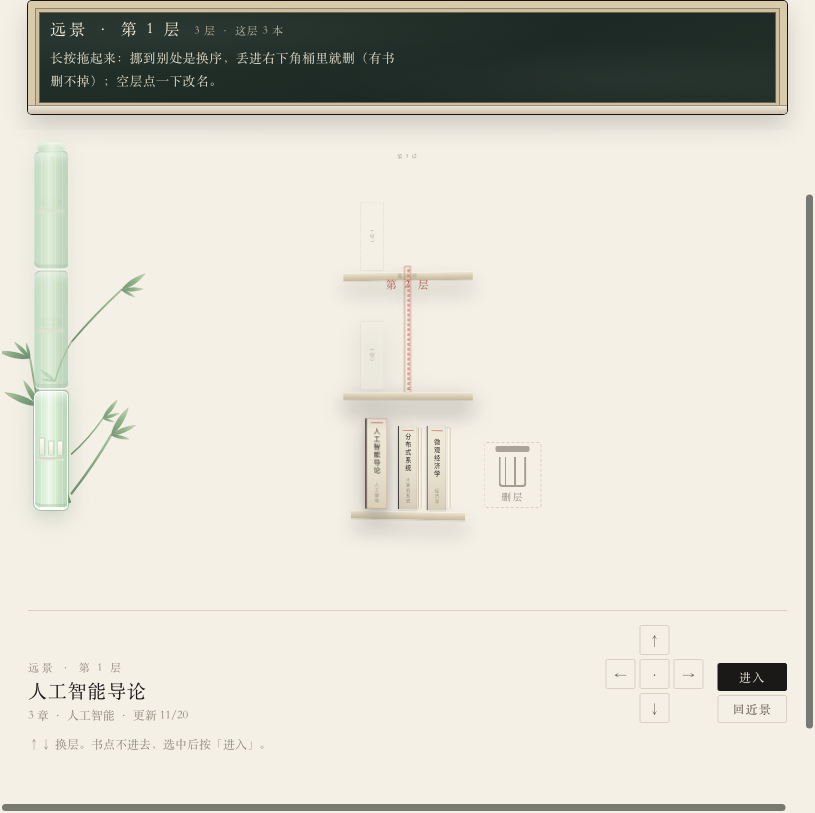 远景 · 第 1 层 3 层 · 这层 3 本
长按拖起来：挪到别处是换序，丢进右下角桶里就删（有书
删不掉）；空层点一下改名。
第 2 层
人工智能导论
分布式系统
微观经济学
删层
↑
← · →
↓
进入
回近景
远景 · 第 1 层
人工智能导论
3 章 · 人工智能 · 更新 11/20
↑↓ 换层。书点不进去，选中后按「进入」。